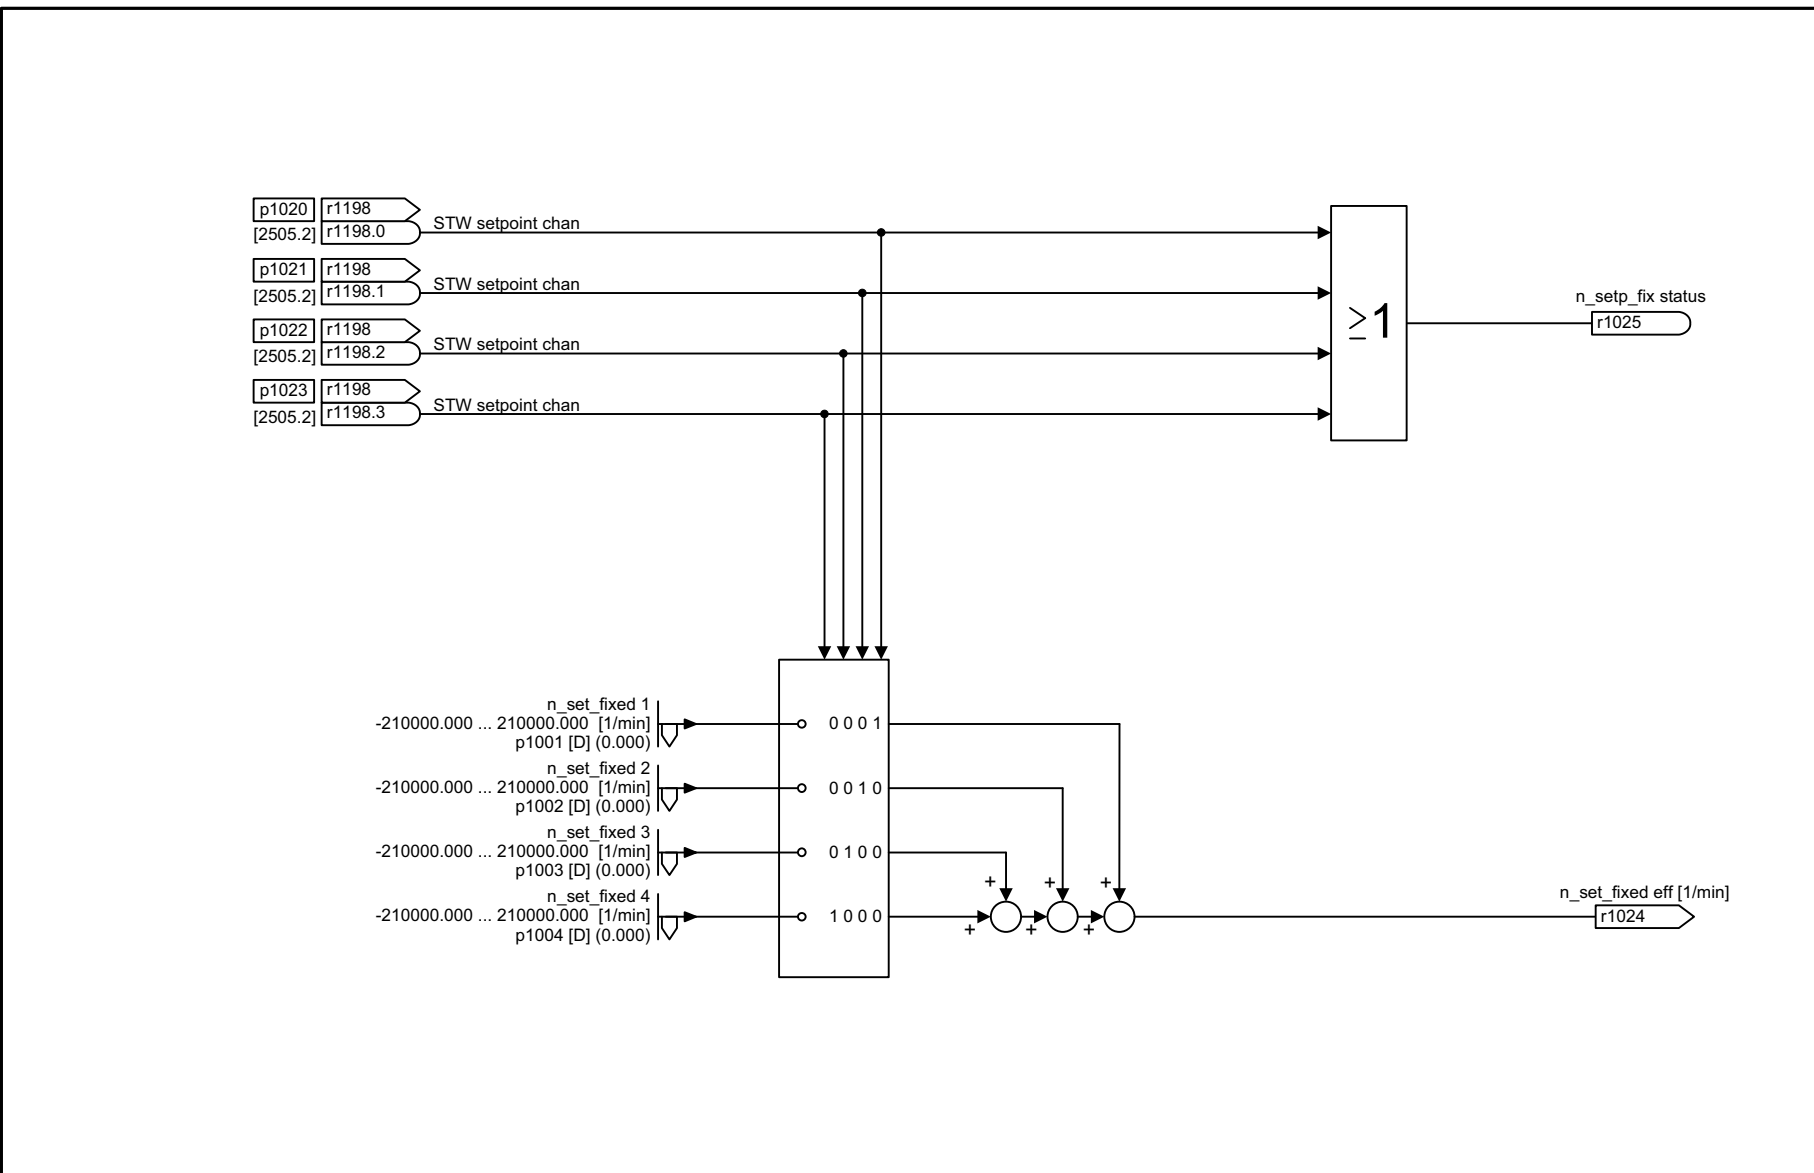 p1020 r1198
[2505.2] r1198.0 STW setpoint chan
p1021 r1198
[2505.2] r1198.1 STW setpoint chan
p1022 r1198
[2505.2] r1198.2 STW setpoint chan
p1023 r1198
[2505.2] r1198.3 STW setpoint chan
≥1
n_setp_fix status
r1025
n_set_fixed 1
-210000.000 ... 210000.000 [1/min]
p1001 [D] (0.000)
0 0 0 1
n_set_fixed 2
-210000.000 ... 210000.000 [1/min]
p1002 [D] (0.000)
0 0 1 0
n_set_fixed 3
-210000.000 ... 210000.000 [1/min]
p1003 [D] (0.000)
0 1 0 0
n_set_fixed 4
-210000.000 ... 210000.000 [1/min]
p1004 [D] (0.000)
1 0 0 0
+ + +
+ + +
n_set_fixed eff [1/min]
r1024